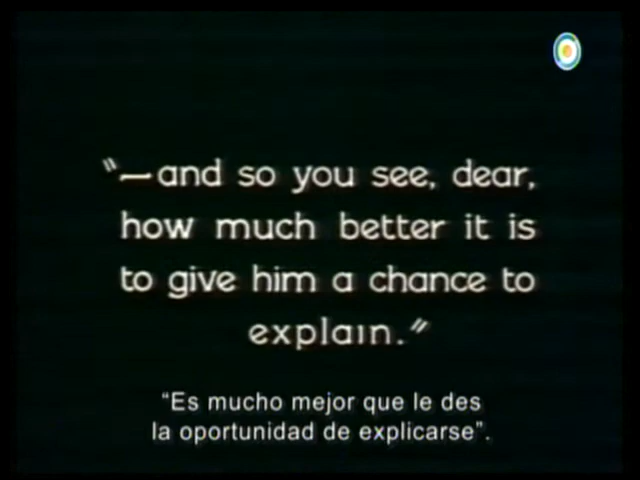 "—and so you see, dear,
how much better it is
to give him a chance to
explain."
“Es mucho mejor que le des
la oportunidad de explicarse”.